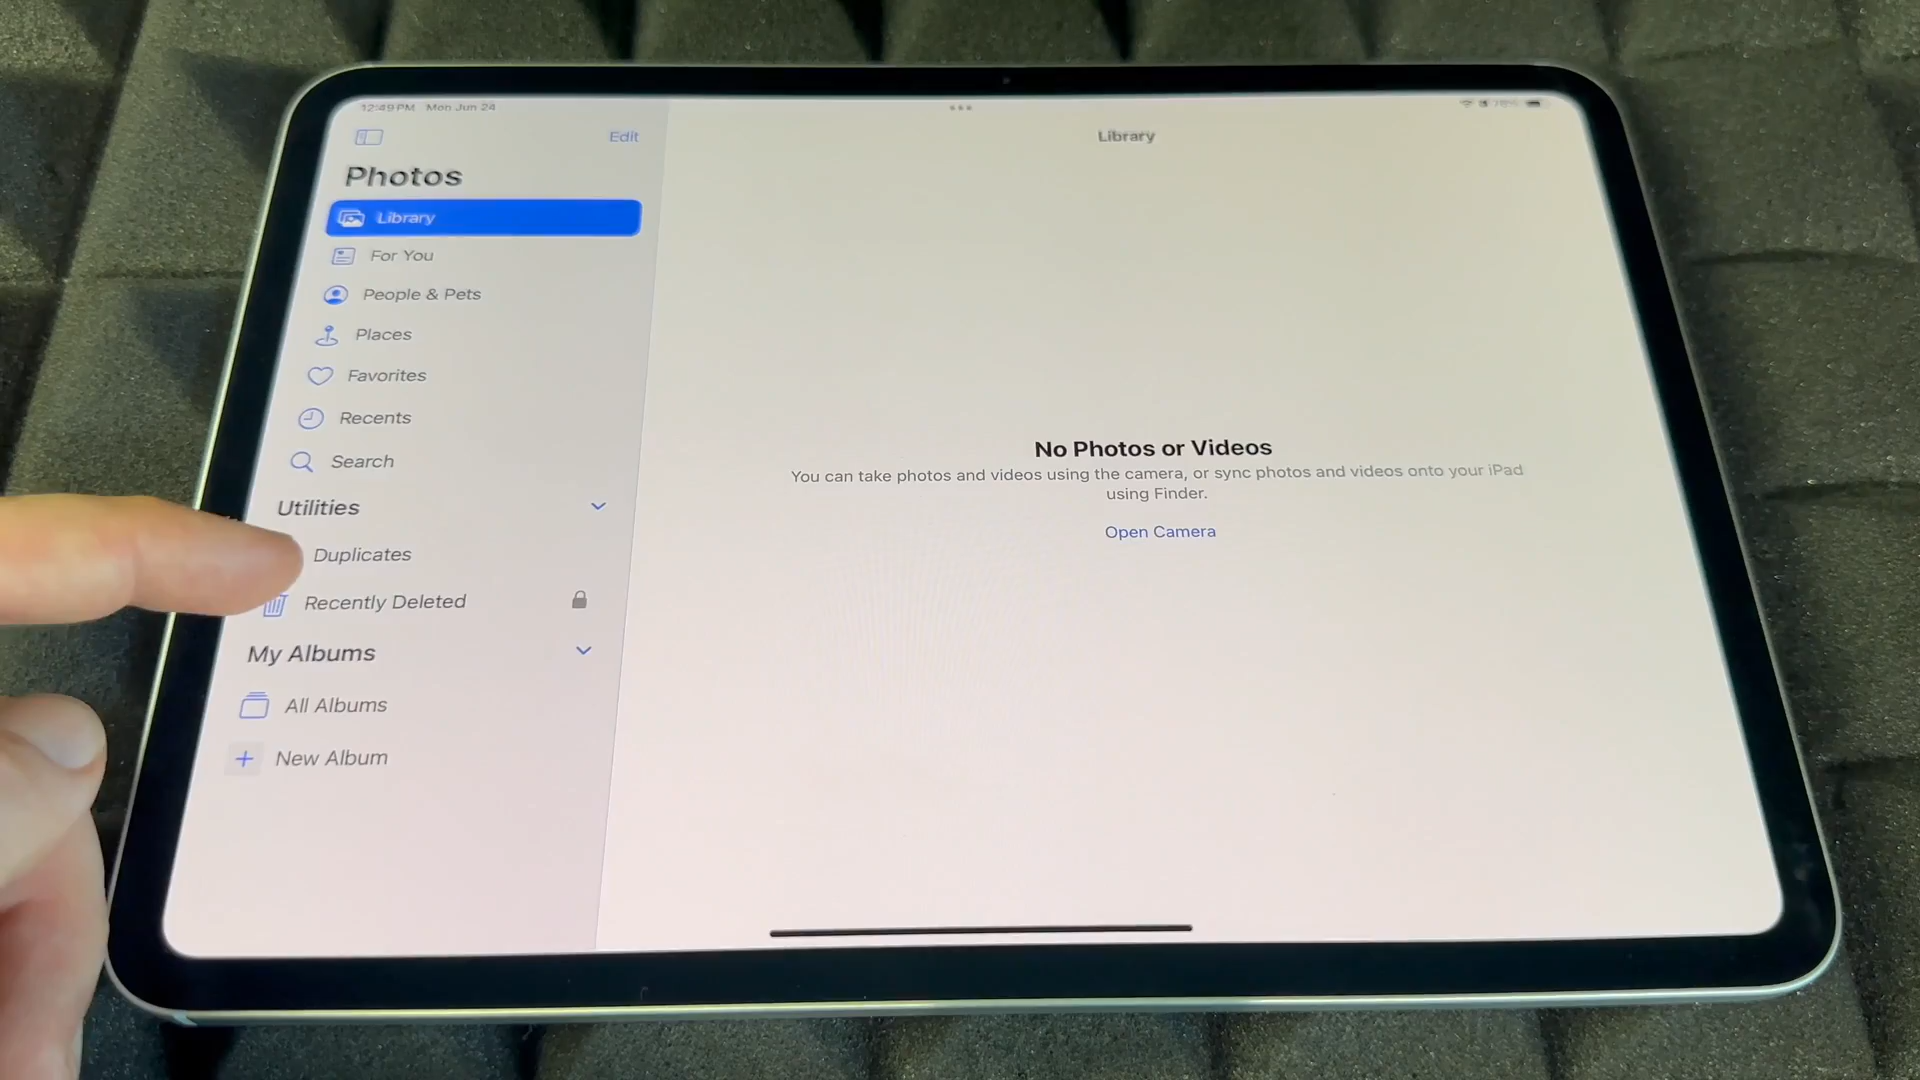 12:49 PM Mon Jun 24
Edit
Library
Photos
Library
For You
People & Pets
Places
Favorites
Recents
Search
Utilities
Duplicates
Recently Deleted
My Albums
All Albums
New Album
No Photos or Videos
You can take photos and videos using the camera, or sync photos and videos onto your iPad
using Finder.
Open Camera